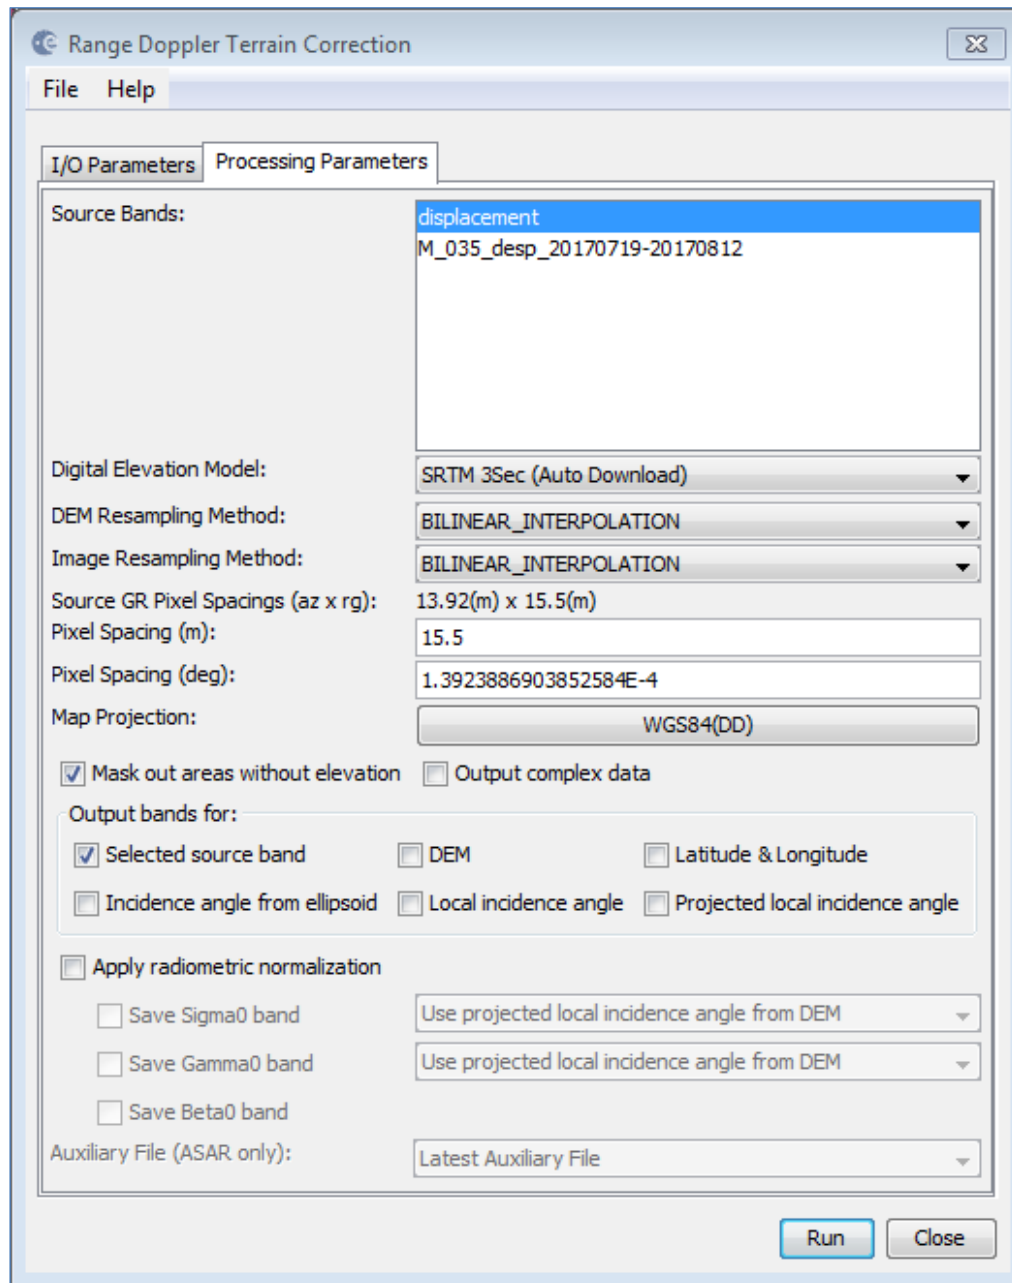 Range Doppler Terrain Correction
File Help
I/O Parameters Processing Parameters
Source Bands: displacement
M_035_desp_20170719-20170812
Digital Elevation Model: SRTM 3Sec (Auto Download)
DEM Resampling Method: BILINEAR_INTERPOLATION
Image Resampling Method: BILINEAR_INTERPOLATION
Source GR Pixel Spacings (az x rg): 13.92(m) x 15.5(m)
Pixel Spacing (m): 15.5
Pixel Spacing (deg): 1.3923886903852584E-4
Map Projection: WGS84(DD)
Mask out areas without elevation Output complex data
Output bands for:
Selected source band DEM Latitude & Longitude
Incidence angle from ellipsoid Local incidence angle Projected local incidence angle
Apply radiometric normalization
Save Sigma0 band Use projected local incidence angle from DEM
Save Gamma0 band Use projected local incidence angle from DEM
Save Beta0 band
Auxiliary File (ASAR only): Latest Auxiliary File
Run Close